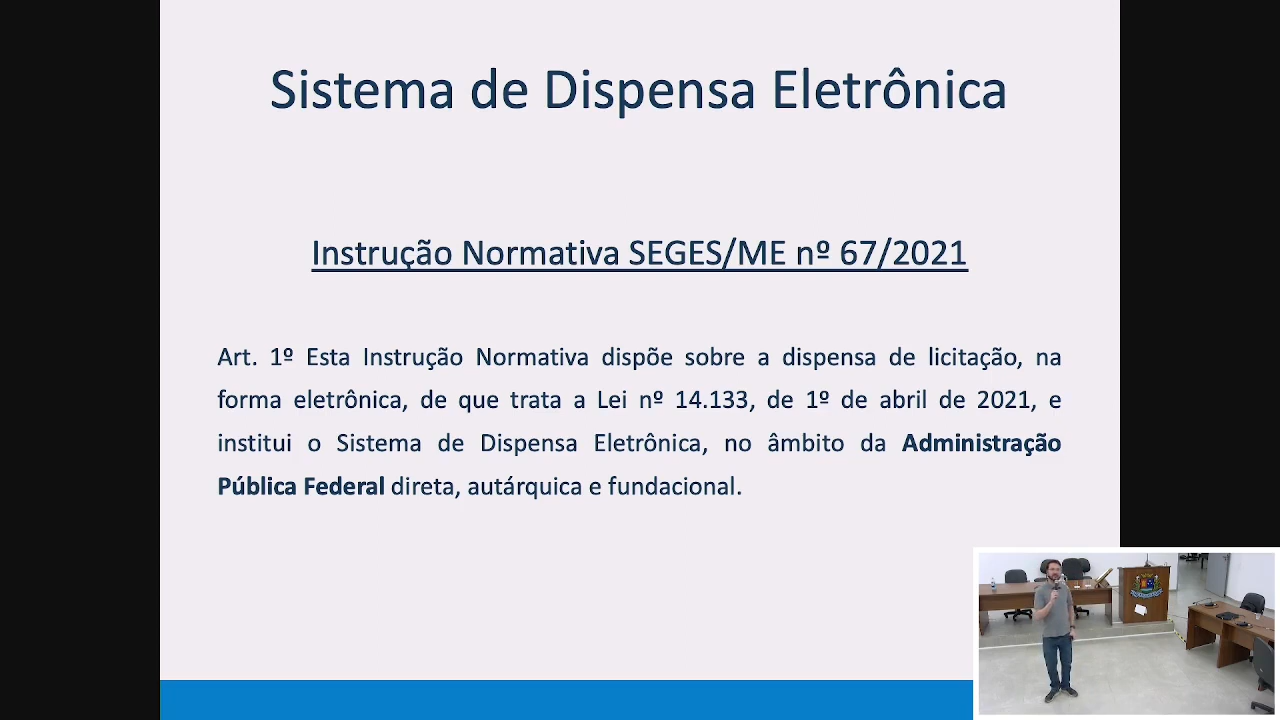 Sistema de Dispensa Eletrônica
Instrução Normativa SEGES/ME nº 67/2021
Art. 1º Esta Instrução Normativa dispõe sobre a dispensa de licitação, na
forma eletrônica, de que trata a Lei nº 14.133, de 1º de abril de 2021, e
institui o Sistema de Dispensa Eletrônica, no âmbito da Administração
Pública Federal direta, autárquica e fundacional.